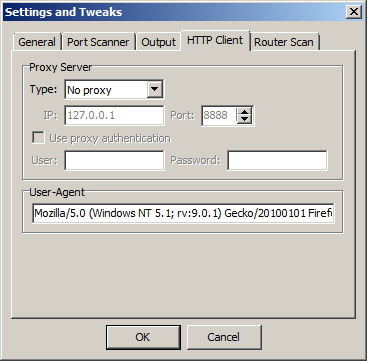 Settings and Tweaks
General Port Scanner Output HTTP Client Router Scan
Proxy Server
Type: No proxy
IP: 127.0.0.1 Port: 8888
Use proxy authentication
User: Password:
User-Agent
Mozilla/5.0 (Windows NT 5.1; rv:9.0.1) Gecko/20100101 Firef
OK Cancel